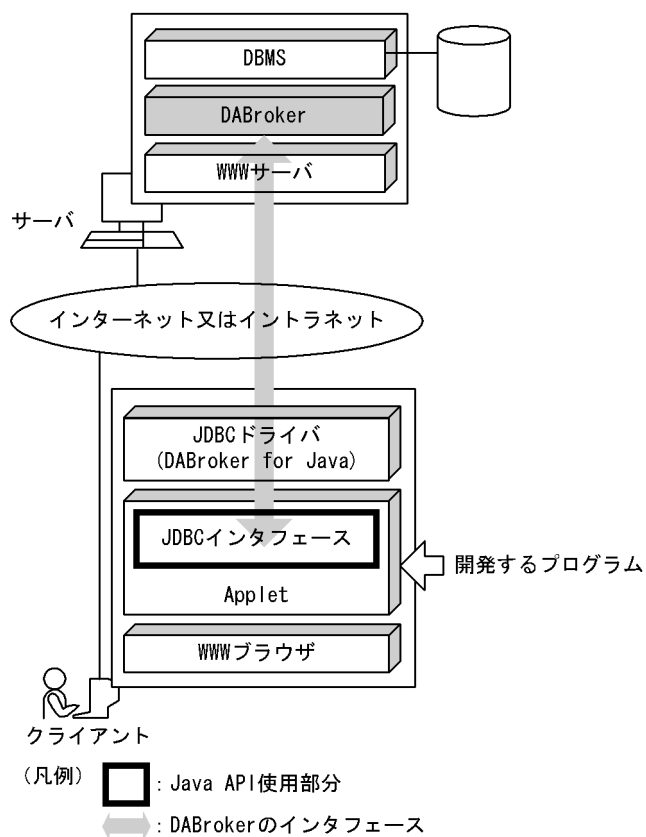 DBMS
DABroker
WWWサーバ
サーバ
インターネット又はイントラネット
JDBCドライバ
(DABroker for Java)
JDBCインタフェース
Applet
開発するプログラム
WWWブラウザ
クライアント
(凡例)
：Java API使用部分
：DABrokerのインタフェース